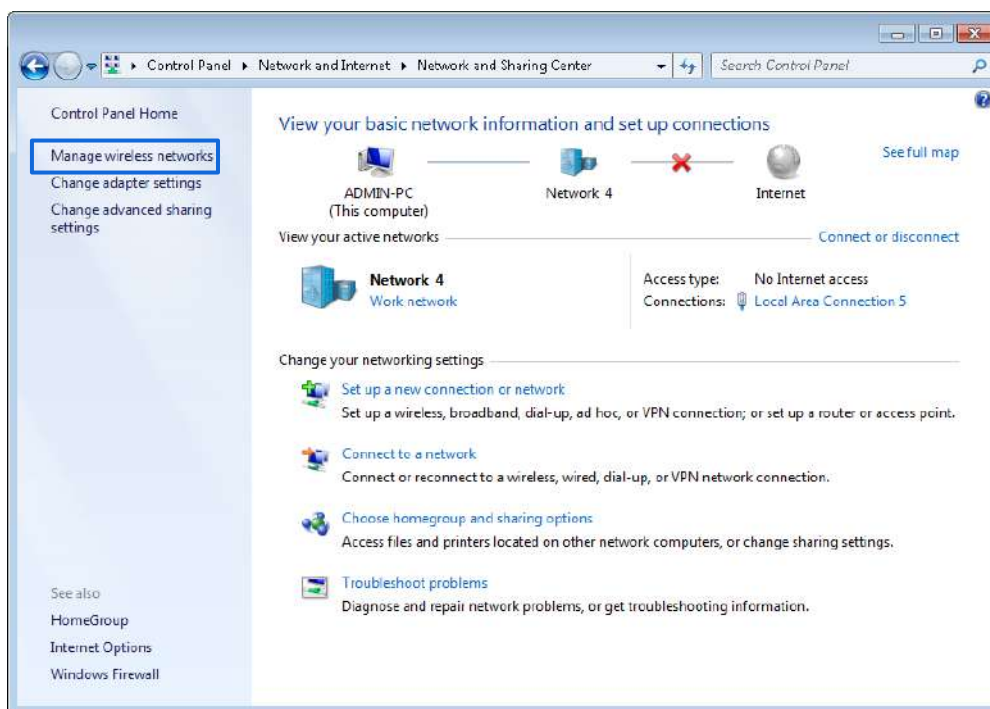 Control Panel ▸ Network and Internet ▸ Network and Sharing Center
Search Control Panel
Control Panel Home
Manage wireless networks
Change adapter settings
Change advanced sharing
settings
See also
HomeGroup
Internet Options
Windows Firewall
View your basic network information and set up connections
See full map
ADMIN-PC
(This computer)
Network 4
Internet
View your active networks
Connect or disconnect
Network 4
Work network
Access type: No Internet access
Connections: Local Area Connection 5
Change your networking settings
Set up a new connection or network
Set up a wireless, broadband, dial-up, ad hoc, or VPN connection; or set up a router or access point.
Connect to a network
Connect or reconnect to a wireless, wired, dial-up, or VPN network connection.
Choose homegroup and sharing options
Access files and printers located on other network computers, or change sharing settings.
Troubleshoot problems
Diagnose and repair network problems, or get troubleshooting information.